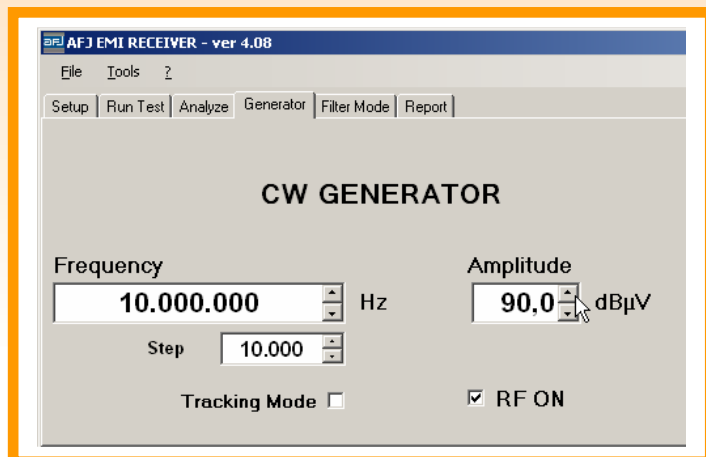 AFJ AFJ EMI RECEIVER - ver 4.08
File Tools ?
Setup Run Test Analyze Generator Filter Mode Report
CW GENERATOR
Frequency Amplitude
10.000.000 Hz 90,0 dBµV
Step 10.000
Tracking Mode RF ON